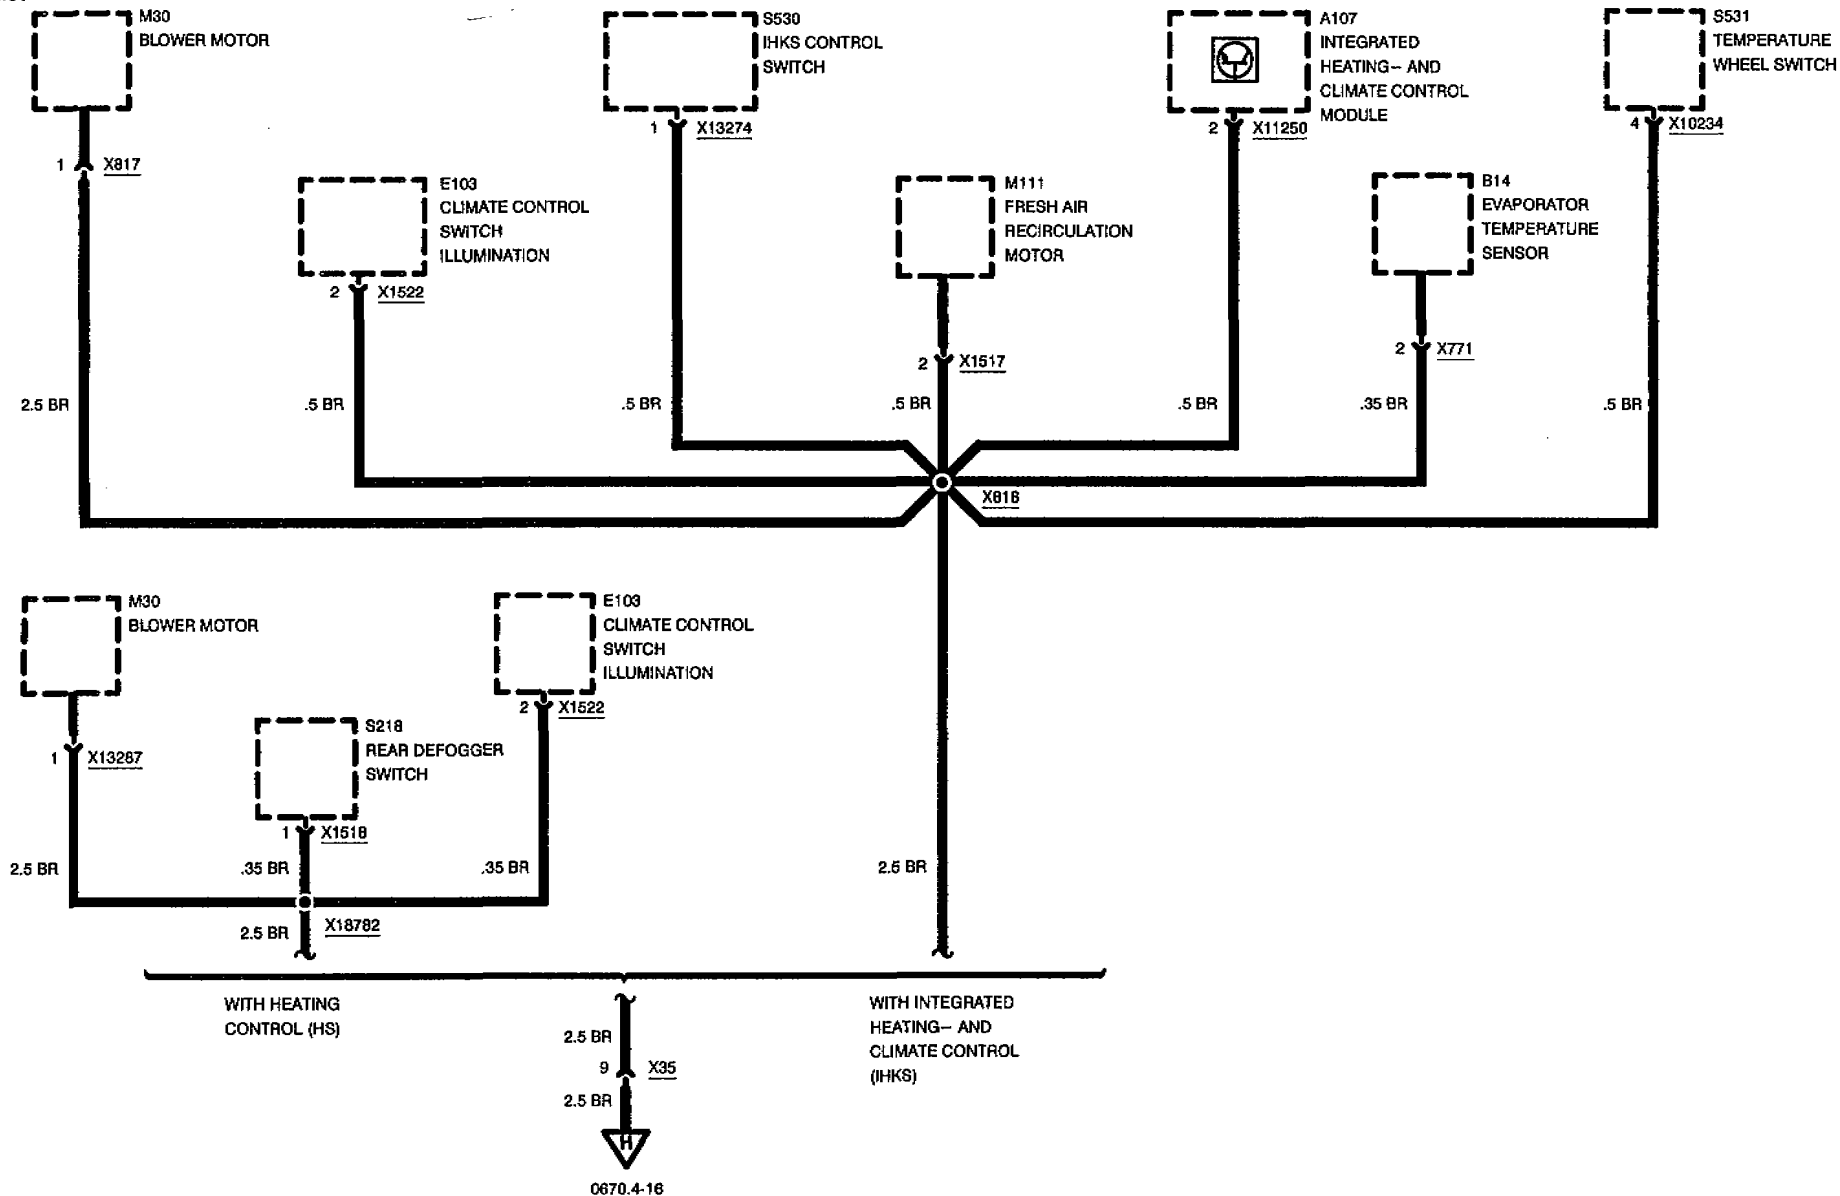 M30
BLOWER MOTOR
S530
IHKS CONTROL
SWITCH
A107
INTEGRATED
HEATING– AND
CLIMATE CONTROL
MODULE
S531
TEMPERATURE
WHEEL SWITCH
1 X13274
2 X11250
4 X10234
1 X817
E103
CLIMATE CONTROL
SWITCH
ILLUMINATION
M111
FRESH AIR
RECIRCULATION
MOTOR
B14
EVAPORATOR
TEMPERATURE
SENSOR
2 X1522
2 X1517
2 X771
2.5 BR
.5 BR
.5 BR
.5 BR
.5 BR
.35 BR
.5 BR
X818
M30
BLOWER MOTOR
E103
CLIMATE CONTROL
SWITCH
ILLUMINATION
2 X1522
S218
REAR DEFOGGER
SWITCH
1 X13287
1 X1518
2.5 BR
.35 BR
.35 BR
2.5 BR
2.5 BR
X18782
WITH HEATING
CONTROL (HS)
WITH INTEGRATED
HEATING– AND
CLIMATE CONTROL
(IHKS)
2.5 BR
9 X35
2.5 BR
H
0670.4-16